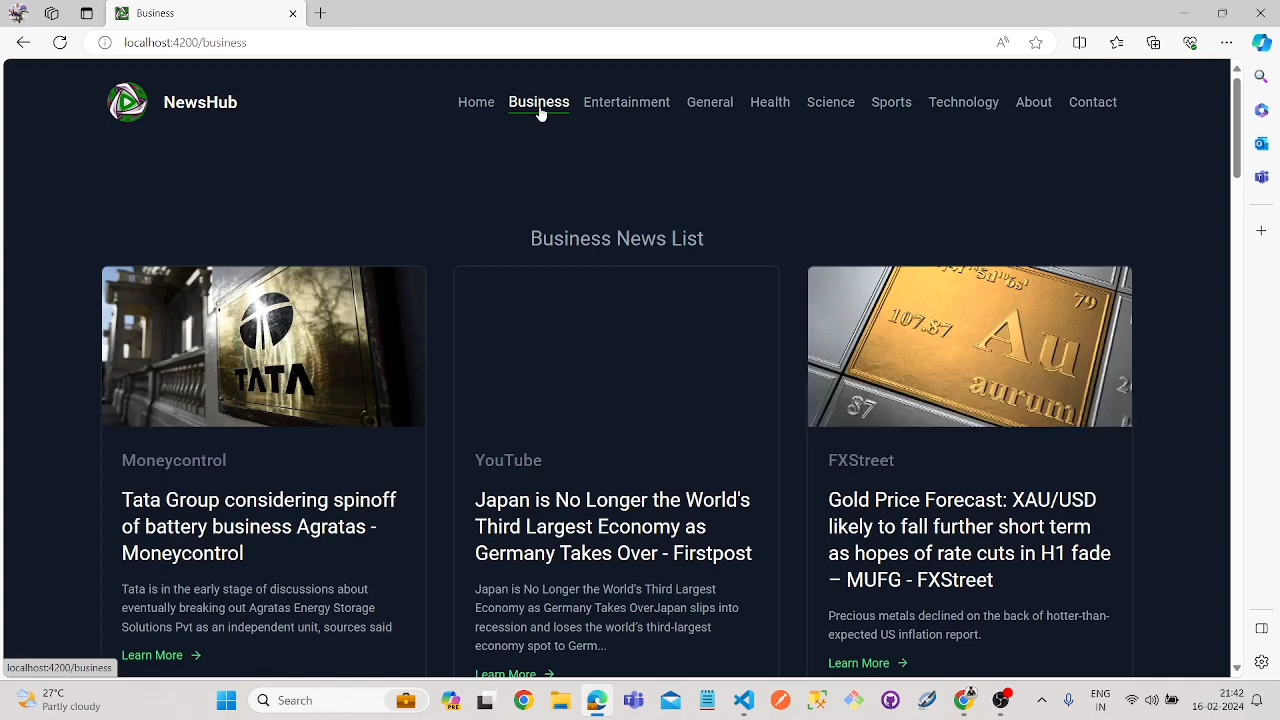 Business
localhost:4200/business
NewsHub
Home Business Entertainment General Health Science Sports Technology About Contact
Business News List
TATA
107.87
79
Au
aurum
87
Moneycontrol
Tata Group considering spinoff
of battery business Agratas -
Moneycontrol
Tata is in the early stage of discussions about
eventually breaking out Agratas Energy Storage
Solutions Pvt as an independent unit, sources said
Learn More →
YouTube
Japan is No Longer the World's
Third Largest Economy as
Germany Takes Over - Firstpost
Japan is No Longer the World's Third Largest
Economy as Germany Takes OverJapan slips into
recession and loses the world's third-largest
economy spot to Germ...
Learn More →
FXStreet
Gold Price Forecast: XAU/USD
likely to fall further short term
as hopes of rate cuts in H1 fade
– MUFG - FXStreet
Precious metals declined on the back of hotter-than-
expected US inflation report.
Learn More →
localhost:4200/business
27°C
Partly cloudy
Search
PRE
ENG
IN
21:42
16-02-2024